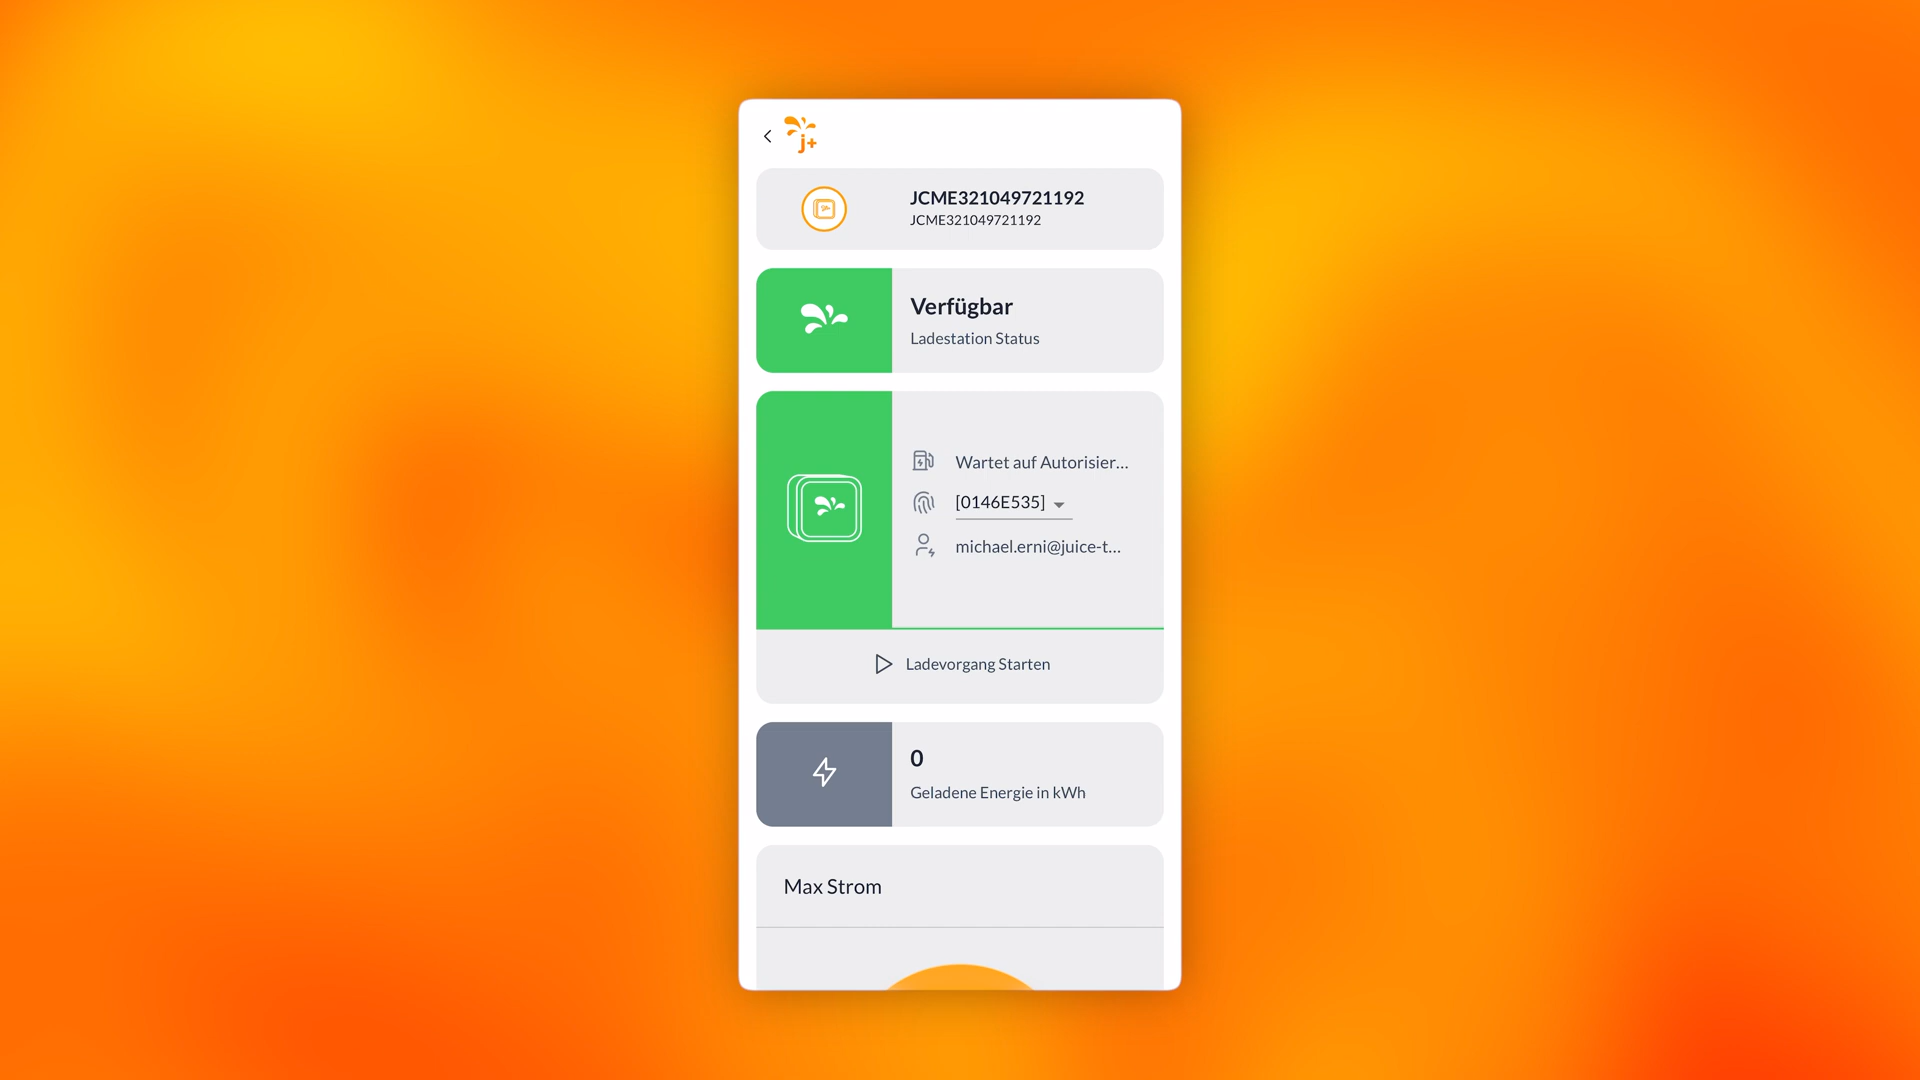 j+
JCME321049721192
JCME321049721192
Verfügbar
Ladestation Status
Wartet auf Autorisier...
[0146E535]
michael.erni@juice-t...
Ladevorgang Starten
0
Geladene Energie in kWh
Max Strom